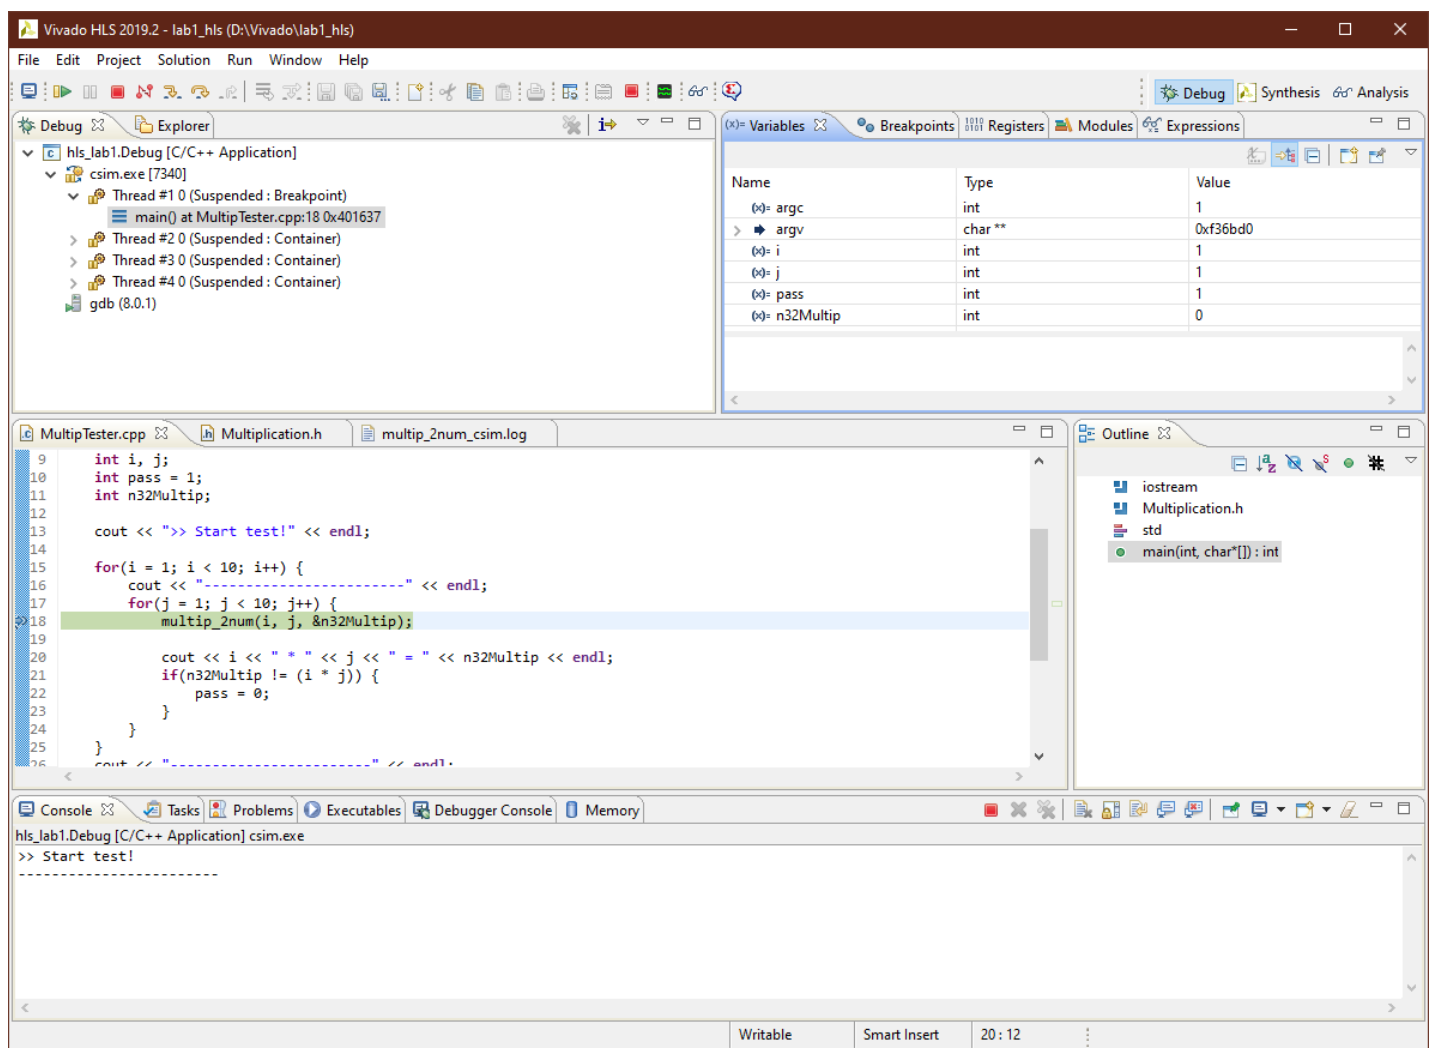 Vivado HLS 2019.2 - lab1_hls (D:\Vivado\lab1_hls)
File Edit Project Solution Run Window Help
Debug Synthesis Analysis
Debug Explorer
hls_lab1.Debug [C/C++ Application]
csim.exe [7340]
Thread #1 0 (Suspended : Breakpoint)
main() at MultipTester.cpp:18 0x401637
Thread #2 0 (Suspended : Container)
Thread #3 0 (Suspended : Container)
Thread #4 0 (Suspended : Container)
gdb (8.0.1)
(x)= Variables Breakpoints Registers Modules Expressions
Name Type Value
(x)= argc int 1
argv char ** 0xf36bd0
(x)= i int 1
(x)= j int 1
(x)= pass int 1
(x)= n32Multip int 0
MultipTester.cpp Multiplication.h multip_2num_csim.log
9 int i, j;
10 int pass = 1;
11 int n32Multip;
12
13 cout << ">> Start test!" << endl;
14
15 for(i = 1; i < 10; i++) {
16 cout << "------------------------" << endl;
17 for(j = 1; j < 10; j++) {
18 multip_2num(i, j, &n32Multip);
19
20 cout << i << " * " << j << " = " << n32Multip << endl;
21 if(n32Multip != (i * j)) {
22 pass = 0;
23 }
24 }
25 }
26 cout << "------------------------" << endl;
Outline
iostream
Multiplication.h
std
main(int, char*[]) : int
Console Tasks Problems Executables Debugger Console Memory
hls_lab1.Debug [C/C++ Application] csim.exe
>> Start test!
------------------------
Writable Smart Insert 20 : 12